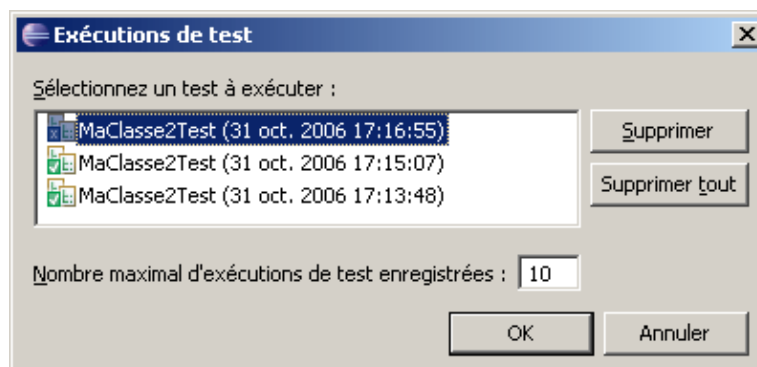 Exécutions de test
Sélectionnez un test à exécuter :
MaClasse2Test (31 oct. 2006 17:16:55)
Supprimer
MaClasse2Test (31 oct. 2006 17:15:07)
MaClasse2Test (31 oct. 2006 17:13:48)
Supprimer tout
Nombre maximal d'exécutions de test enregistrées : 10
OK Annuler